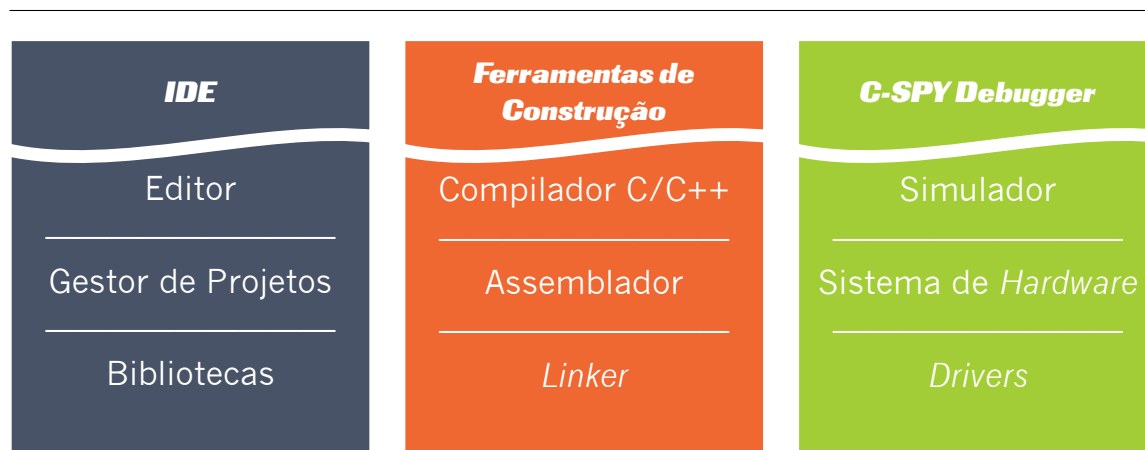 IDE
Editor
Gestor de Projetos
Bibliotecas
Ferramentas de
Construção
Compilador C/C++
Assemblador
Linker
C-SPY Debugger
Simulador
Sistema de Hardware
Drivers